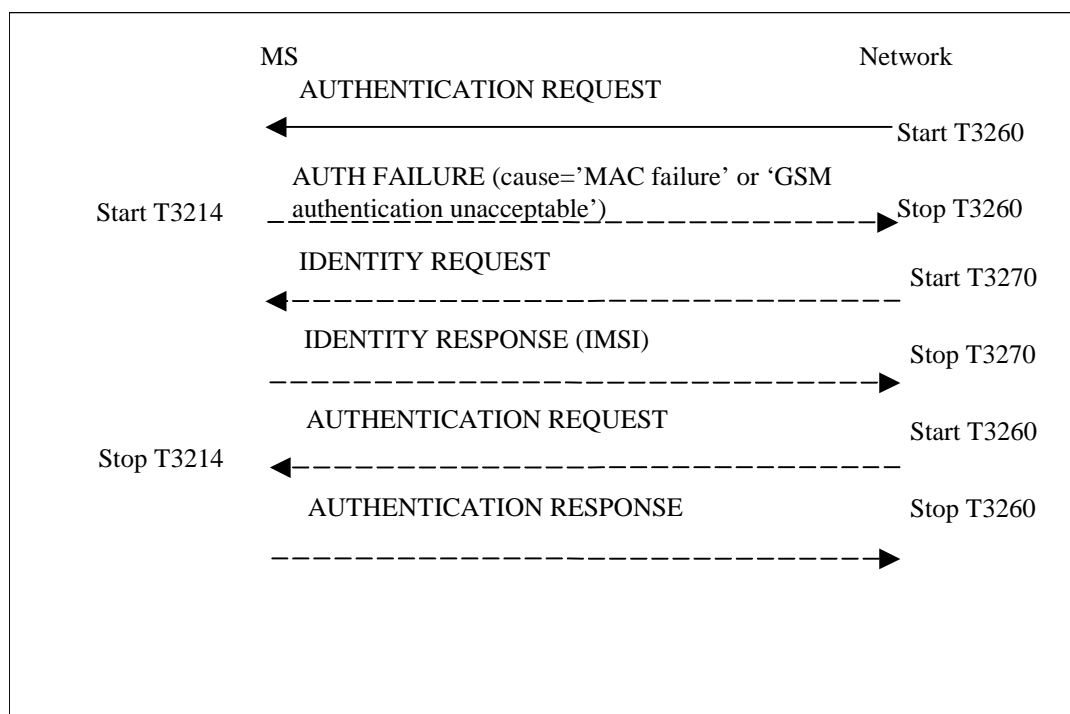 MS Network
AUTHENTICATION REQUEST
Start T3260
AUTH FAILURE (cause=’MAC failure’ or ‘GSM
authentication unacceptable’)
Start T3214
Stop T3260
IDENTITY REQUEST
Start T3270
IDENTITY RESPONSE (IMSI)
Stop T3270
AUTHENTICATION REQUEST
Start T3260
Stop T3214
AUTHENTICATION RESPONSE
Stop T3260